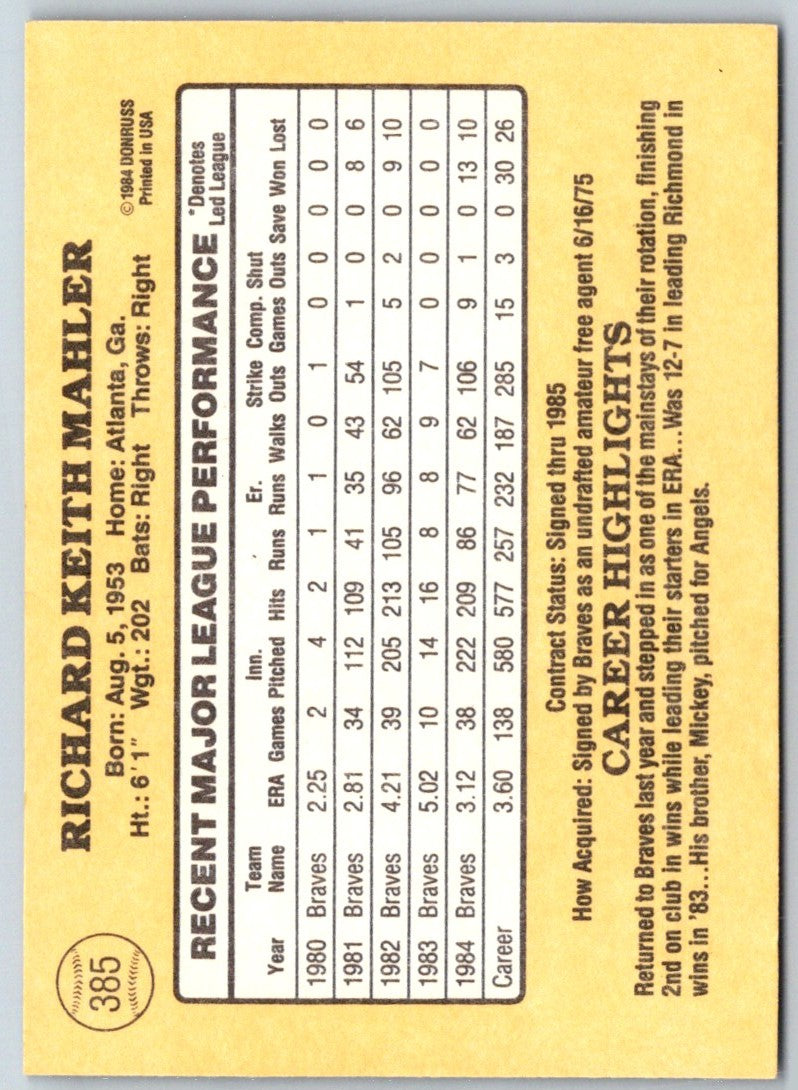 385
RICHARD KEITH MAHLER
Born: Aug. 5, 1953 Home: Atlanta, Ga.
Ht.: 6'1" Wgt.: 202 Bats: Right Throws: Right
©1984 DONRUSS
Printed in USA
RECENT MAJOR LEAGUE PERFORMANCE *Denotes Led League
Year Team Name ERA Games Inn. Pitched Hits Runs Er. Runs Walks Strike Outs Comp. Games Shut Outs Save Won Lost
1980 Braves 2.25 2 4 2 1 1 0 1 0 0 0 0 0
1981 Braves 2.81 34 112 109 41 35 43 54 1 0 0 8 6
1982 Braves 4.21 39 205 213 105 96 62 105 5 2 0 9 10
1983 Braves 5.02 10 14 16 8 8 9 7 0 0 0 0 0
1984 Braves 3.12 38 222 209 86 77 62 106 9 1 0 13 10
Career 3.60 138 580 577 257 232 187 285 15 3 0 30 26
Contract Status: Signed thru 1985
How Acquired: Signed by Braves as an undrafted amateur free agent 6/16/75
CAREER HIGHLIGHTS
Returned to Braves last year and stepped in as one of the mainstays of their rotation, finishing
2nd on club in wins while leading their starters in ERA...Was 12-7 in leading Richmond in
wins in '83...His brother, Mickey, pitched for Angels.